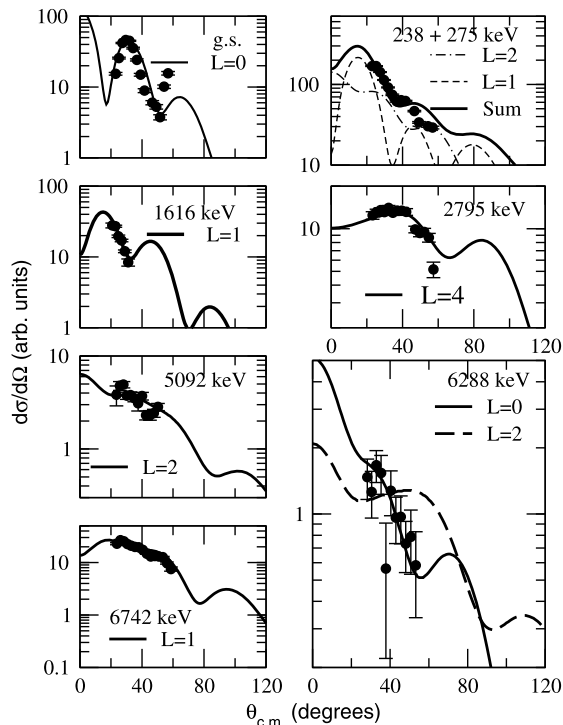 g.s.
L=0
100
10
1
238 + 275 keV
L=2
L=1
Sum
100
10
1616 keV
L=1
100
10
1
2795 keV
L=4
10
dσ/dΩ (arb. units)
5092 keV
L=2
10
1
0 40 80 120
6288 keV
L=0
L=2
1
6742 keV
L=1
10
1
0.1
0 40 80 120
0 40 80 120
θc.m. (degrees)